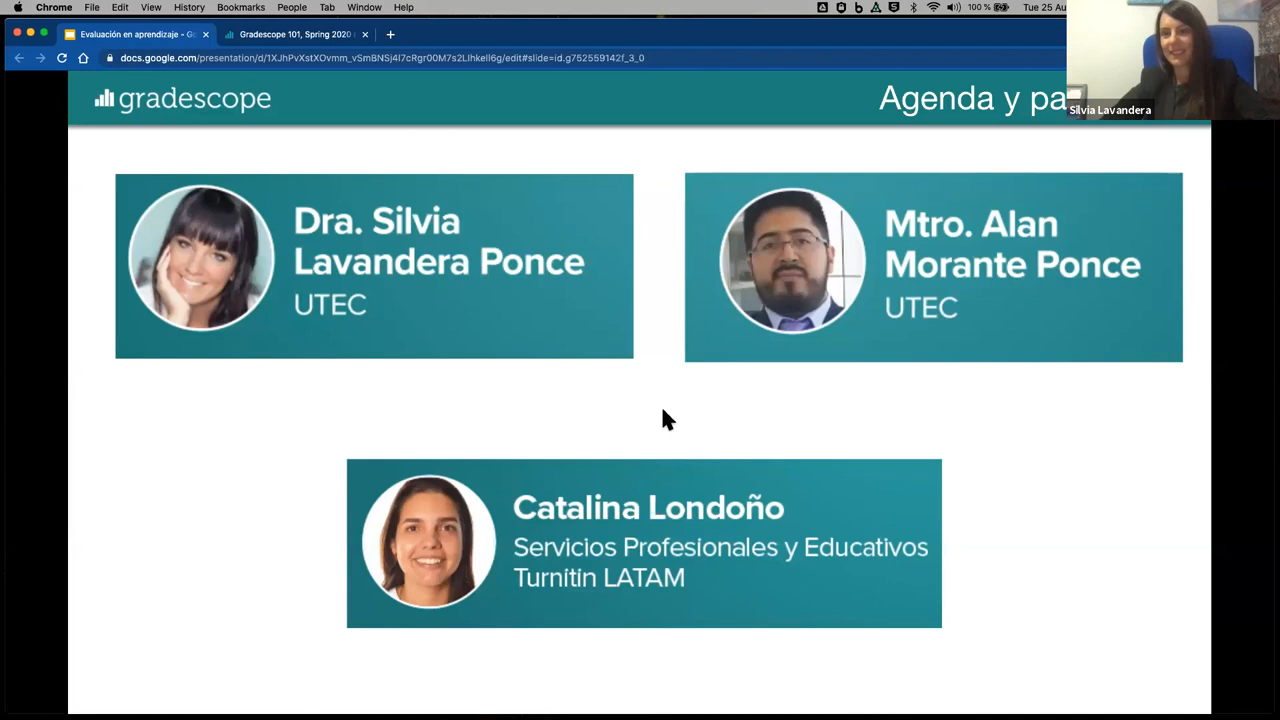 Chrome File Edit View History Bookmarks People Tab Window Help 100 % Tue 25 Au
Evaluación en aprendizaje - Go
Gradescope 101, Spring 2020
docs.google.com/presentation/d/1XJhPvXstXOvmm_vSmBNSj4I7cRgr00M7s2LIhkelI6g/edit#slide=id.g752559142f_3_0
gradescope
Agenda y pa
Silvia Lavandera
Dra. Silvia
Lavandera Ponce
UTEC
Mtro. Alan
Morante Ponce
UTEC
Catalina Londoño
Servicios Profesionales y Educativos
Turnitin LATAM